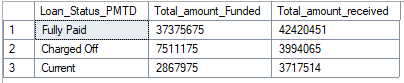 Loan_Status_PMTD Total_amount_Funded Total_amount_received
1 Fully Paid 37375675 42420451
2 Charged Off 7511175 3994065
3 Current 2867975 3717514